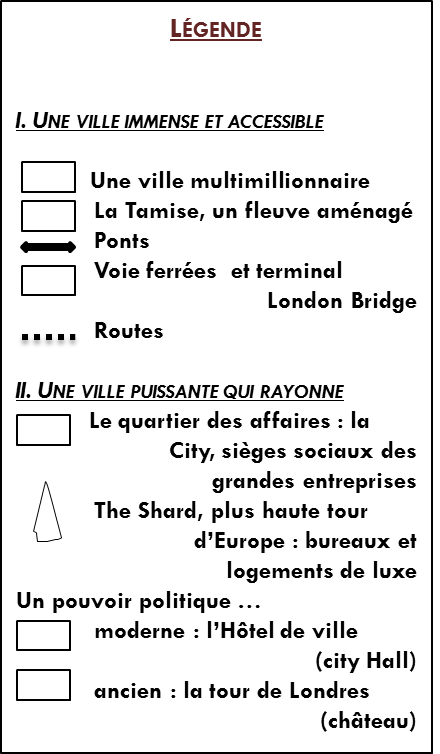 LÉGENDE
I. UNE VILLE IMMENSE ET ACCESSIBLE
Une ville multimillionnaire
La Tamise, un fleuve aménagé
Ponts
Voie ferrées et terminal
London Bridge
Routes
II. UNE VILLE PUISSANTE QUI RAYONNE
Le quartier des affaires : la
City, sièges sociaux des
grandes entreprises
The Shard, plus haute tour
d’Europe : bureaux et
logements de luxe
Un pouvoir politique …
moderne : l’Hôtel de ville
(city Hall)
ancien : la tour de Londres
(château)